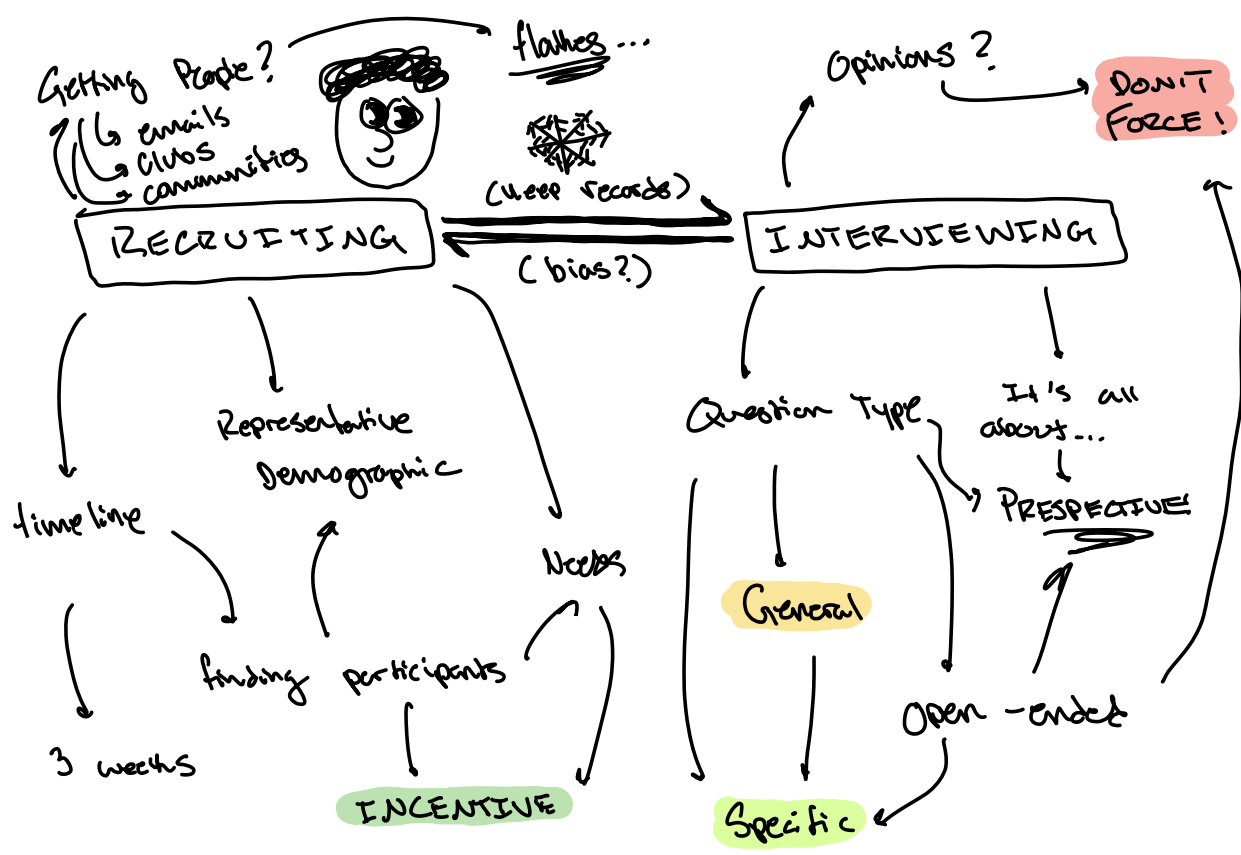 Getting People?
flakes...
emails
clubs
communities
(keep records)
RECRUITING
(bias?)
Opinions?
DON'T
FORCE!
INTERVIEWING
Representative
Demographic
timeline
Needs
finding participants
3 weeks
INCENTIVE
Question Type
It's all
about...
PRESPECTIVE!
General
Open-ended
Specific